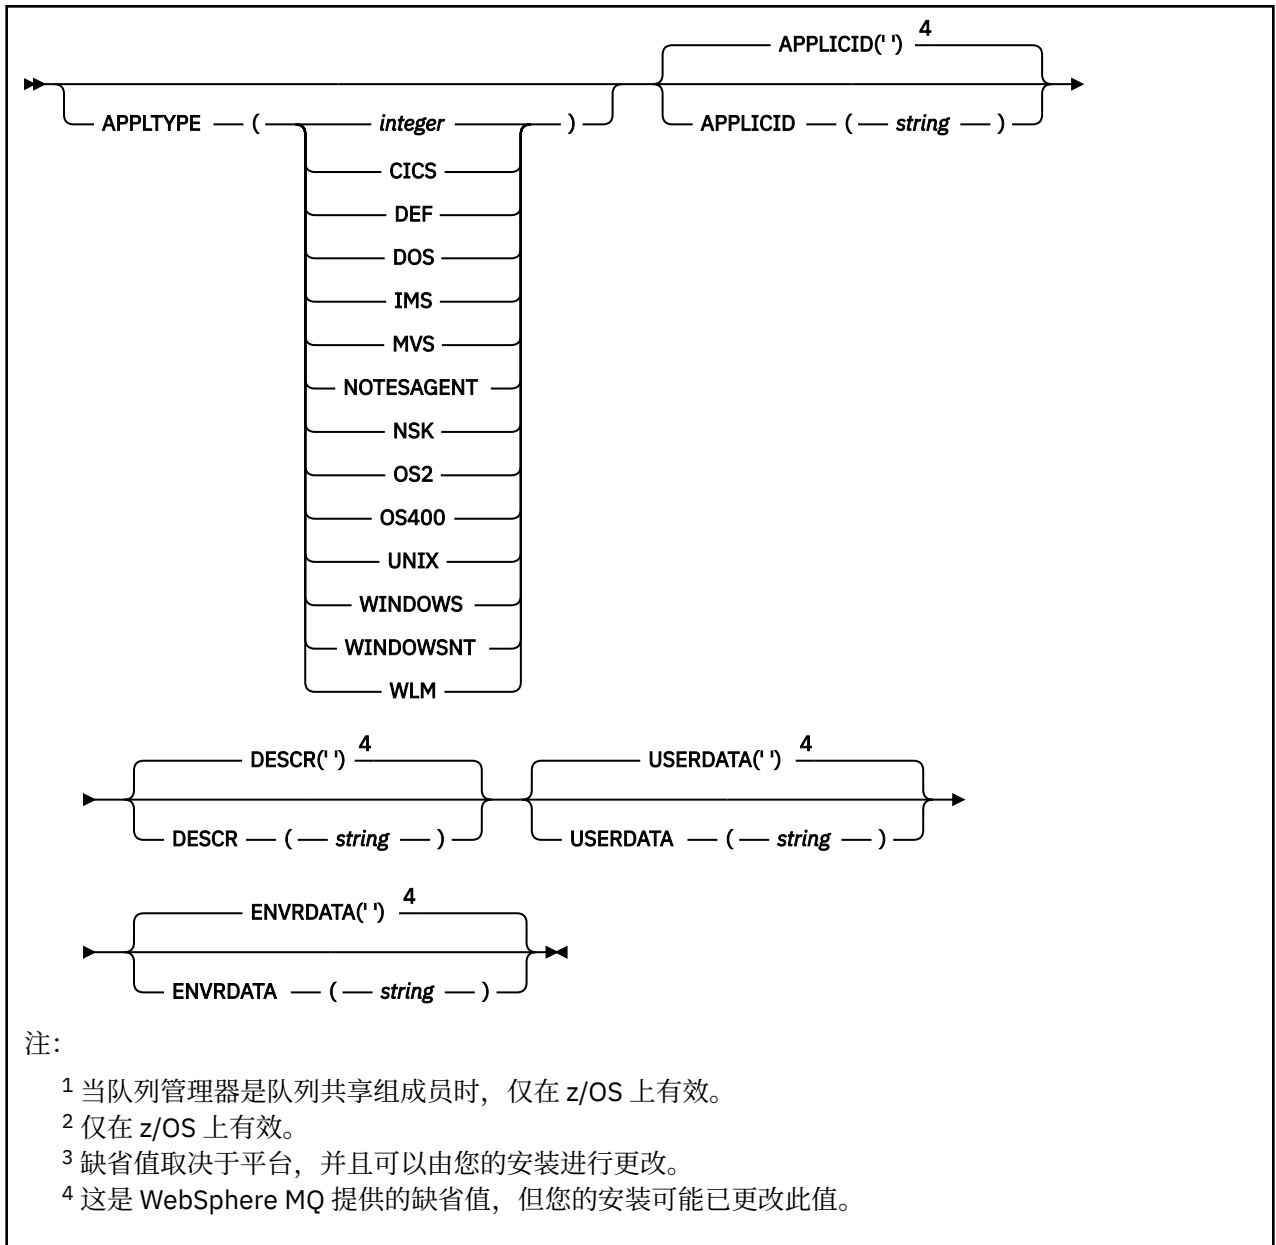 APPLICID(' ') 4
APPLTYPE ( integer ) APPLICID ( string )
CICS
DEF
DOS
IMS
MVS
NOTESAGENT
NSK
OS2
OS400
UNIX
WINDOWS
WINDOWSNT
WLM
DESCR(' ') 4 USERDATA(' ') 4
DESCR ( string ) USERDATA ( string )
ENVRDATA(' ') 4
ENVRDATA ( string )
注：
1 当队列管理器是队列共享组成员时，仅在 z/OS 上有效。
2 仅在 z/OS 上有效。
3 缺省值取决于平台，并且可以由您的安装进行更改。
4 这是 WebSphere MQ 提供的缺省值，但您的安装可能已更改此值。